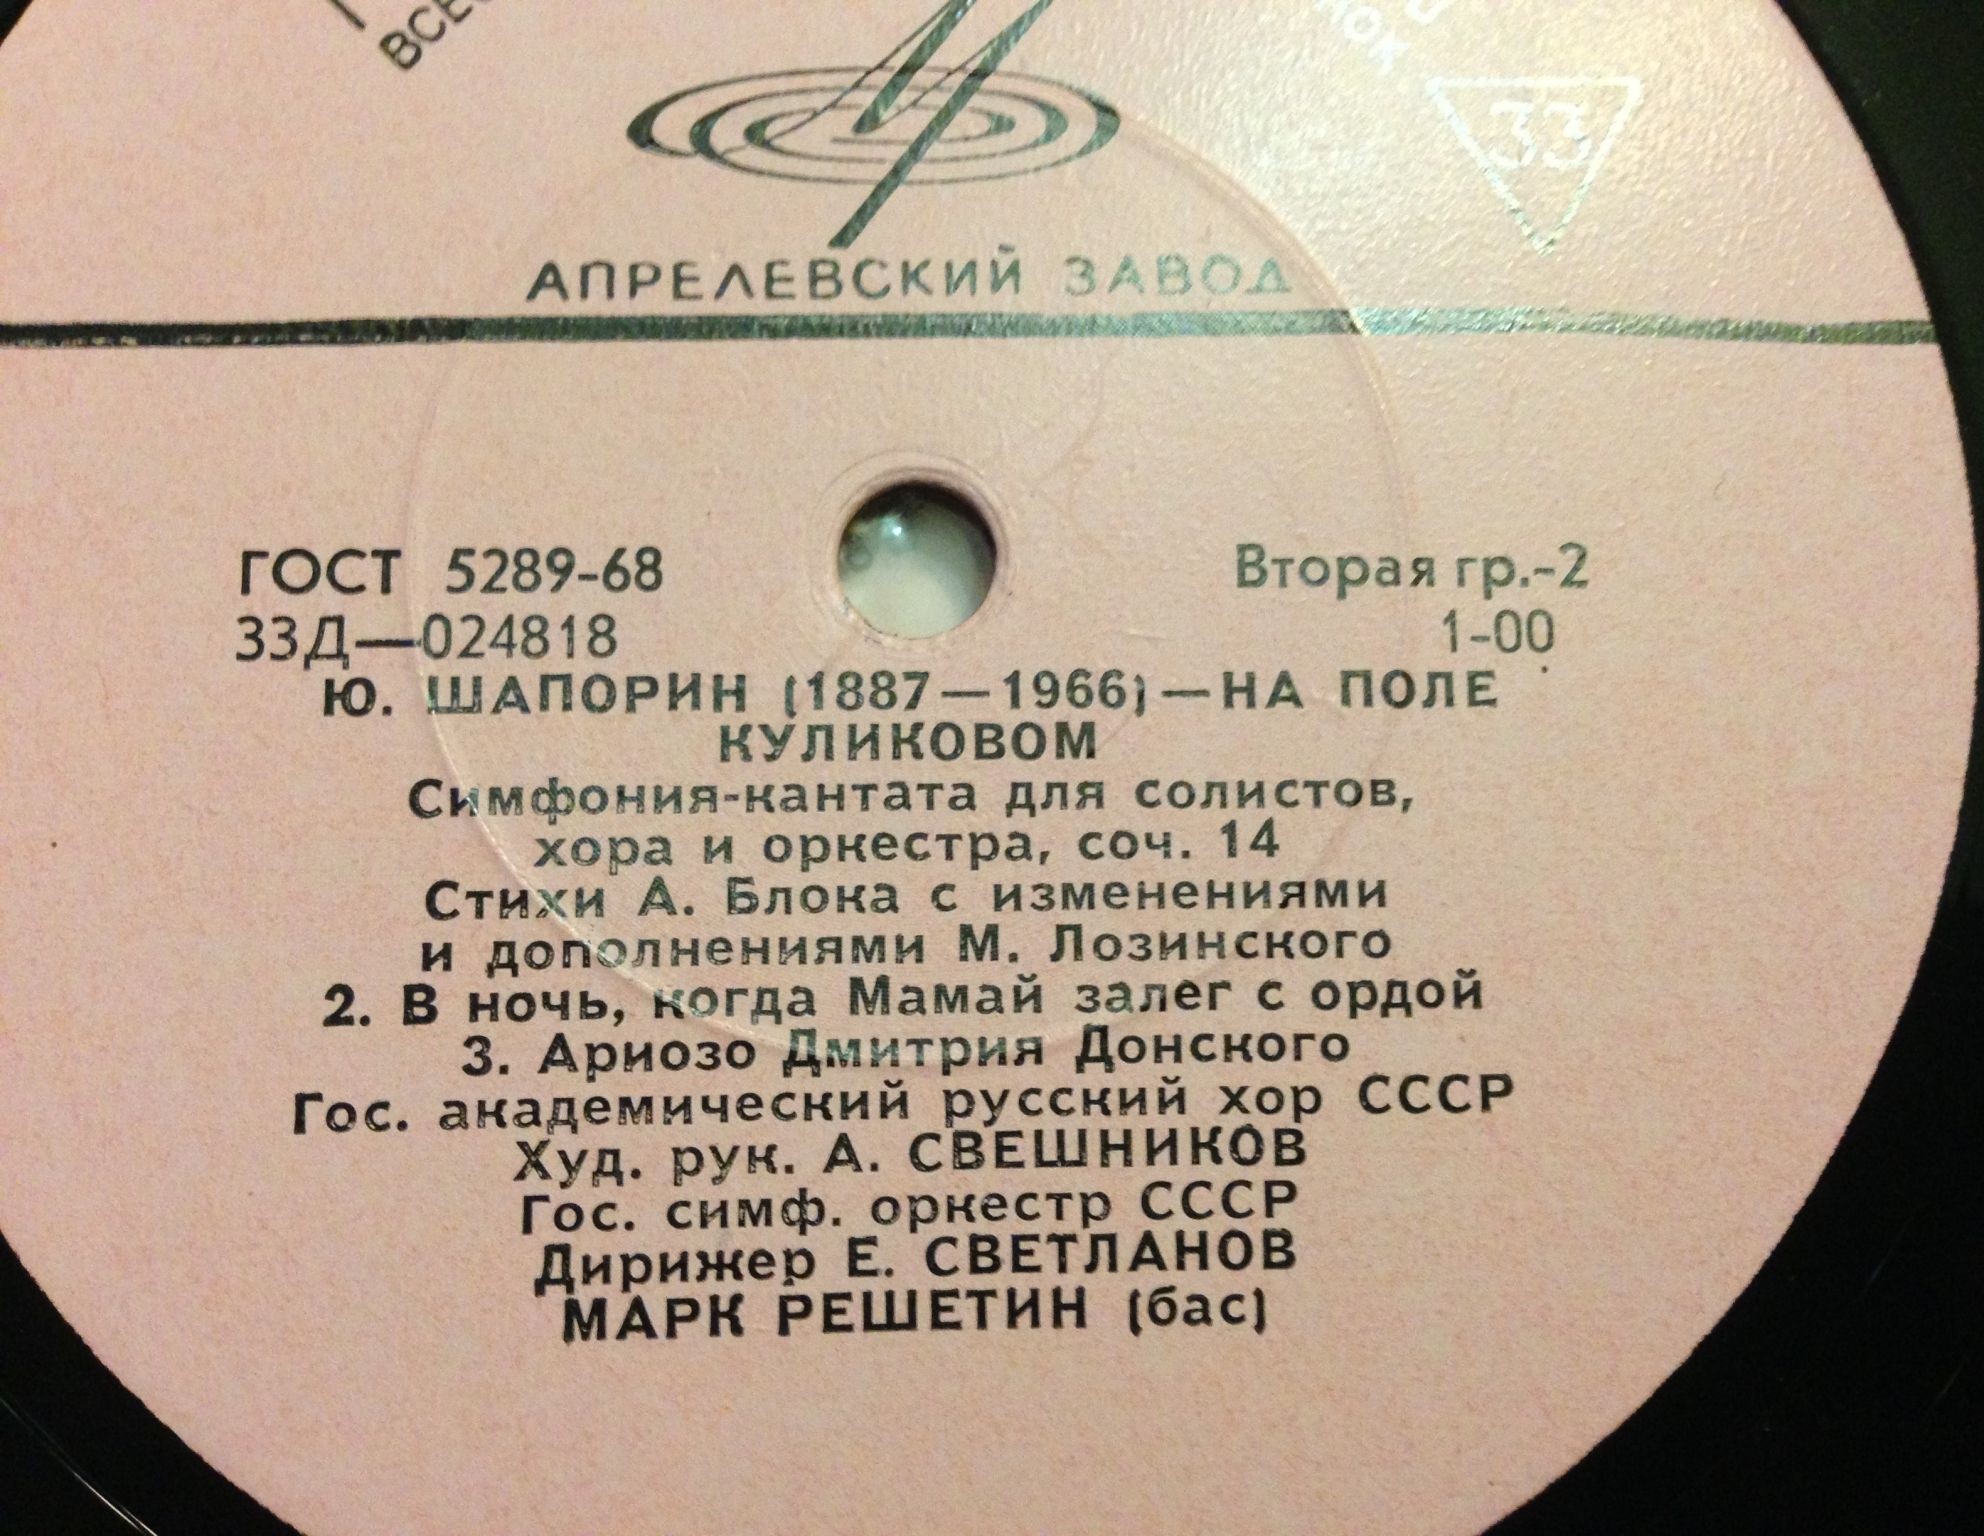 33
АПРЕЛЕВСКИЙ ЗАВОД
ГОСТ 5289-68
Вторая гр.-2
33Д—024818
1-00
Ю. ШАПОРИН (1887—1966)—НА ПОЛЕ
КУЛИКОВОМ
Симфония-кантата для солистов,
хора и оркестра, соч. 14
Стихи А. Блока с изменениями
и дополнениями М. Лозинского
2. В ночь, когда Мамай залег с ордой
3. Ариозо Дмитрия Донского
Гос. академический русский хор СССР
Худ. рук. А. СВЕШНИКОВ
Гос. симф. оркестр СССР
Дирижер Е. СВЕТЛАНОВ
МАРК РЕШЕТИН (бас)